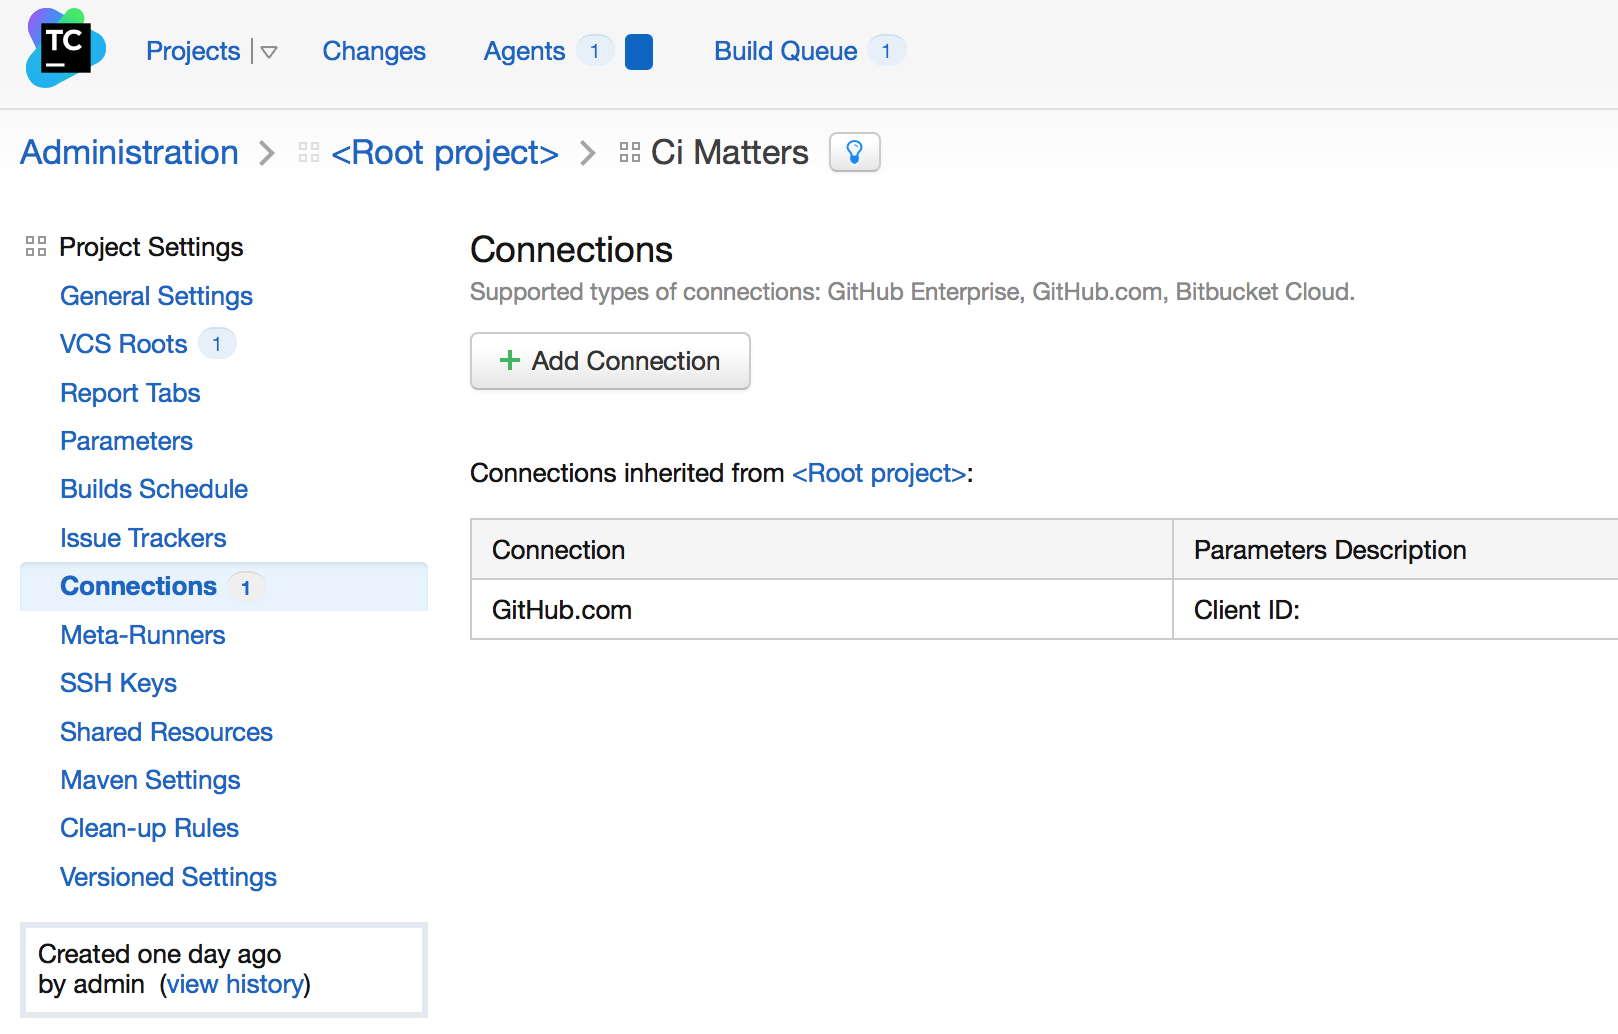 TC
Projects
Changes
Agents 1
Build Queue 1
Administration > <Root project> > Ci Matters
Project Settings
General Settings
VCS Roots 1
Report Tabs
Parameters
Builds Schedule
Issue Trackers
Connections 1
Meta-Runners
SSH Keys
Shared Resources
Maven Settings
Clean-up Rules
Versioned Settings
Created one day ago
by admin (view history)
Connections
Supported types of connections: GitHub Enterprise, GitHub.com, Bitbucket Cloud.
+ Add Connection
Connections inherited from <Root project>:
Connection
Parameters Description
GitHub.com
Client ID: